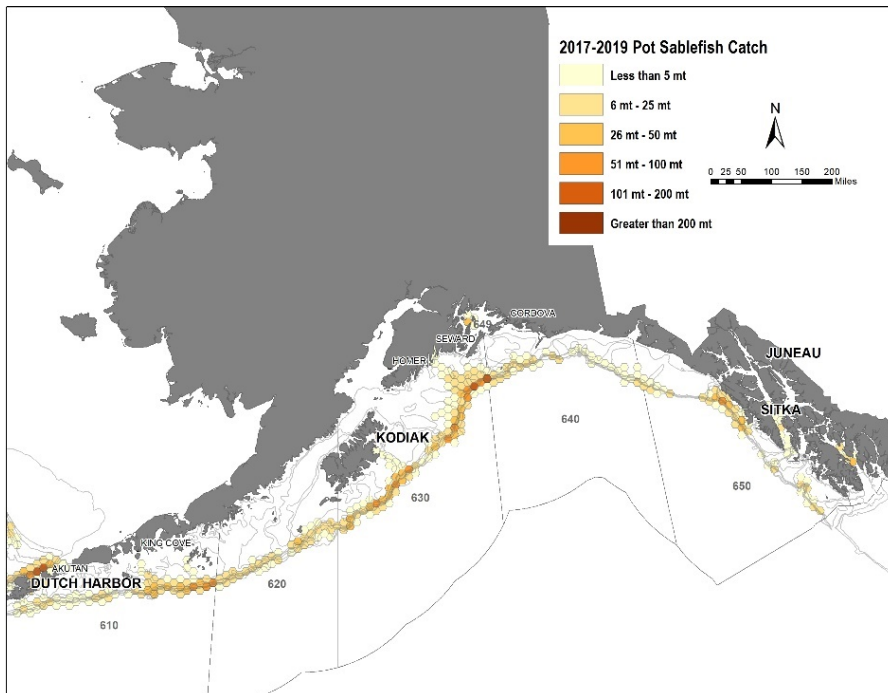 2017-2019 Pot Sablefish Catch
Less than 5 mt
6 mt - 25 mt
26 mt - 50 mt
51 mt - 100 mt
101 mt - 200 mt
Greater than 200 mt
N
0 25 50 100 150 200
Miles
649
CORDOVA
SEWARD
HOMER
JUNEAU
SITKA
KODIAK
640
630
650
KING COVE
AKUTAN
DUTCH HARBOR
620
610